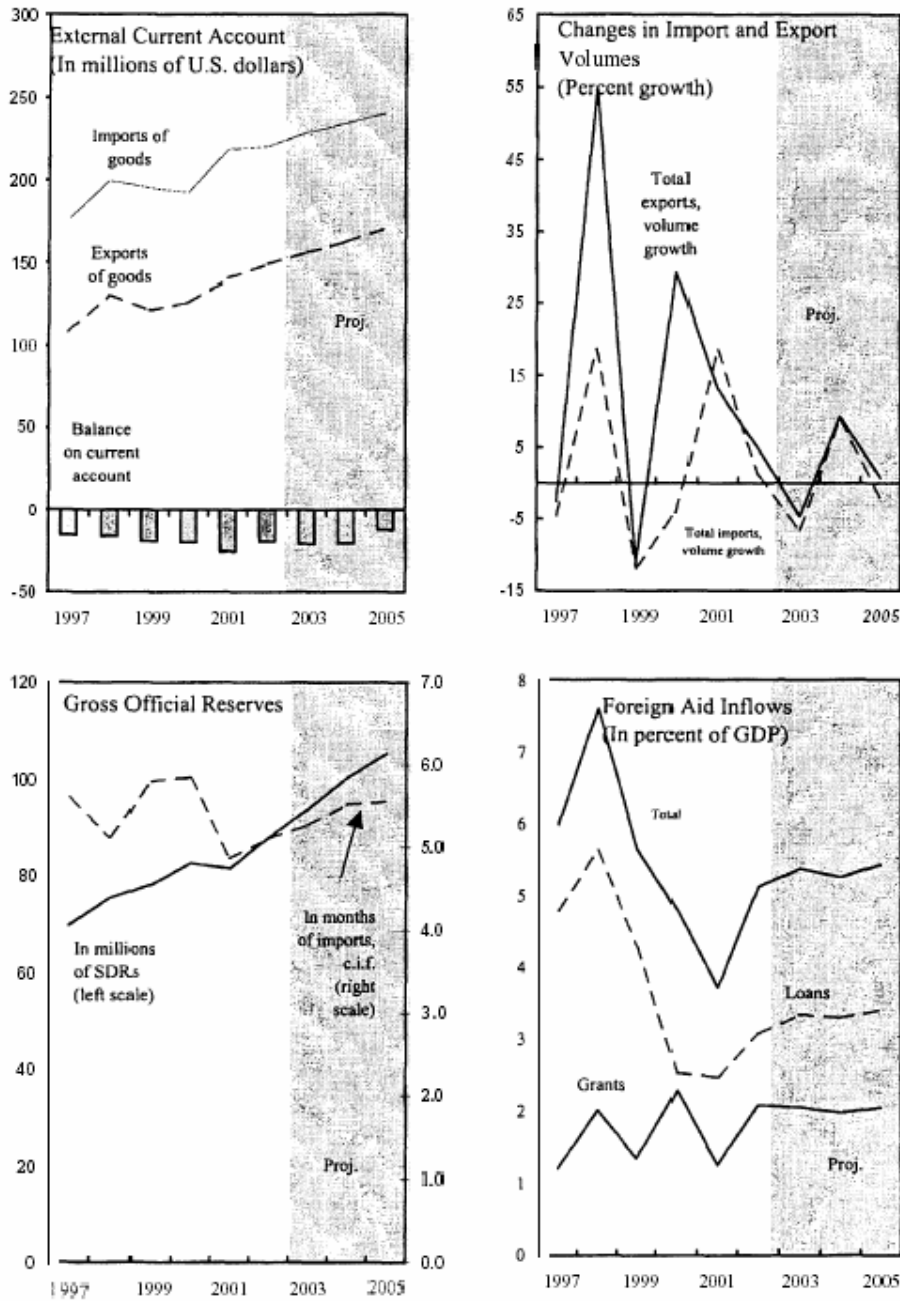 External Current Account
(In millions of U.S. dollars)
300
250
200
150
100
50
0
-50
Imports of
goods
Exports
of goods
Proj.
Balance
on current
account
1997
1999
2001
2003
2005
Changes in Import and Export
Volumes
(Percent growth)
65
55
45
35
25
15
5
-5
-15
Total
exports,
volume
growth
Proj.
Total imports,
volume growth
1997
1999
2001
2003
2005
Gross Official Reserves
120
100
80
60
40
20
0
7.0
6.0
5.0
4.0
3.0
2.0
1.0
0.0
In millions
of SDRs
(left scale)
In months
of imports,
c.i.f.
(right
scale)
Proj.
1997
1999
2001
2003
2005
Foreign Aid Inflows
(In percent of GDP)
8
7
6
5
4
3
2
1
0
Total
Loans
Grants
Proj.
1997
1999
2001
2003
2005